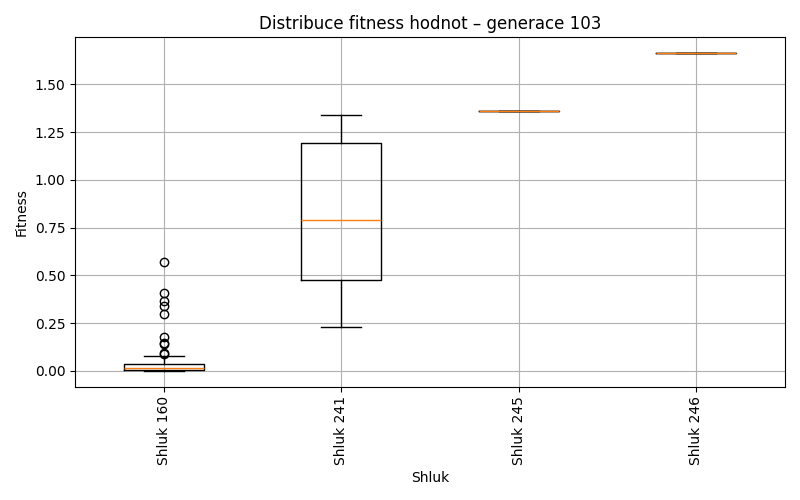 Distribuce fitness hodnot – generace 103
Fitness
1.50
1.25
1.00
0.75
0.50
0.25
0.00
Shluk 160
Shluk 241
Shluk 245
Shluk 246
Shluk